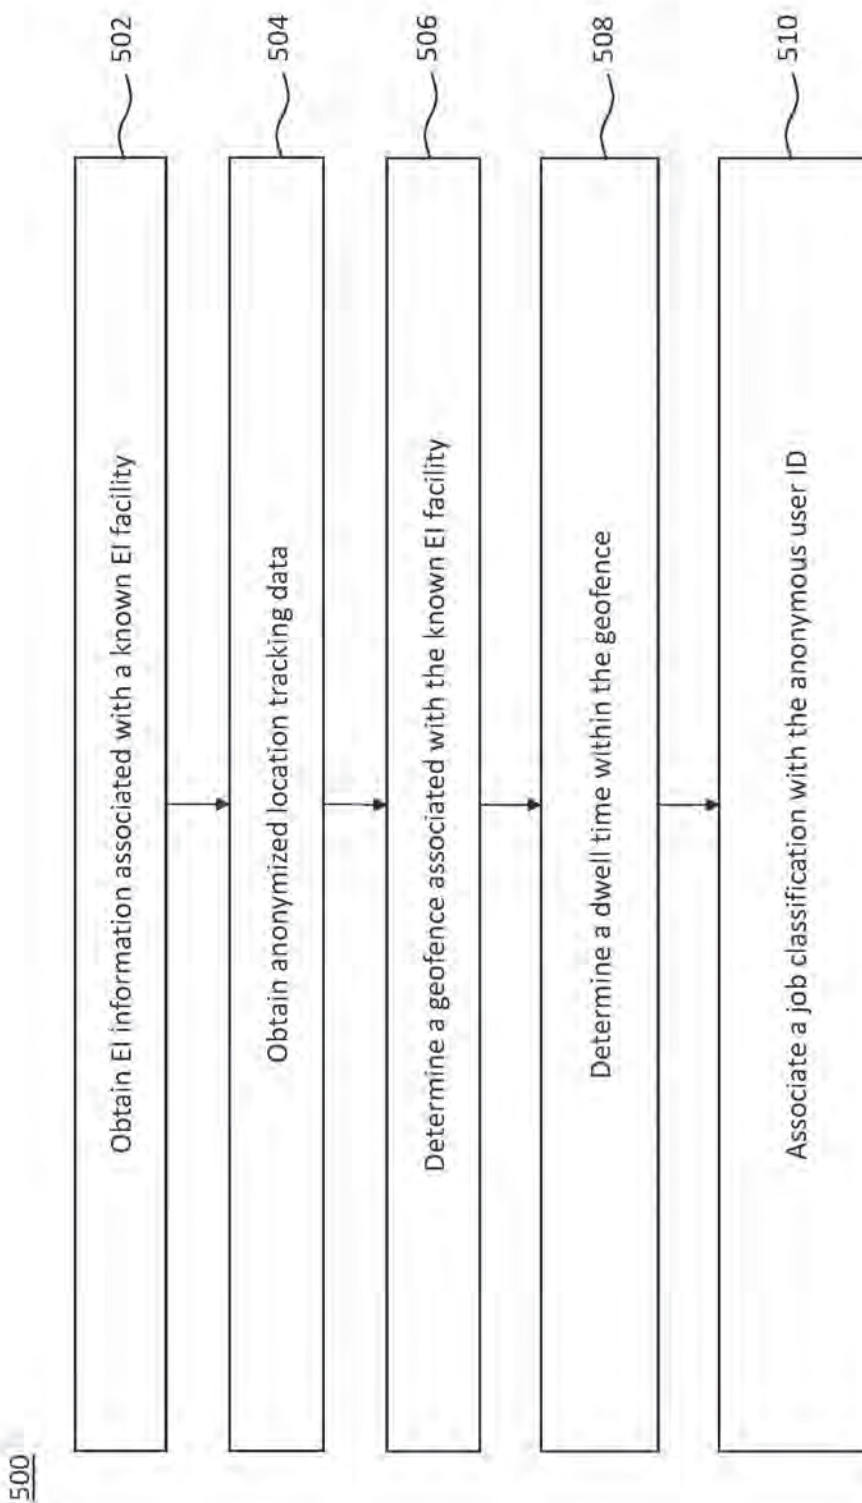 500
Obtain EI information associated with a known EI facility
502
Obtain anonymized location tracking data
504
Determine a geofence associated with the known EI facility
506
Determine a dwell time within the geofence
508
Associate a job classification with the anonymous user ID
510